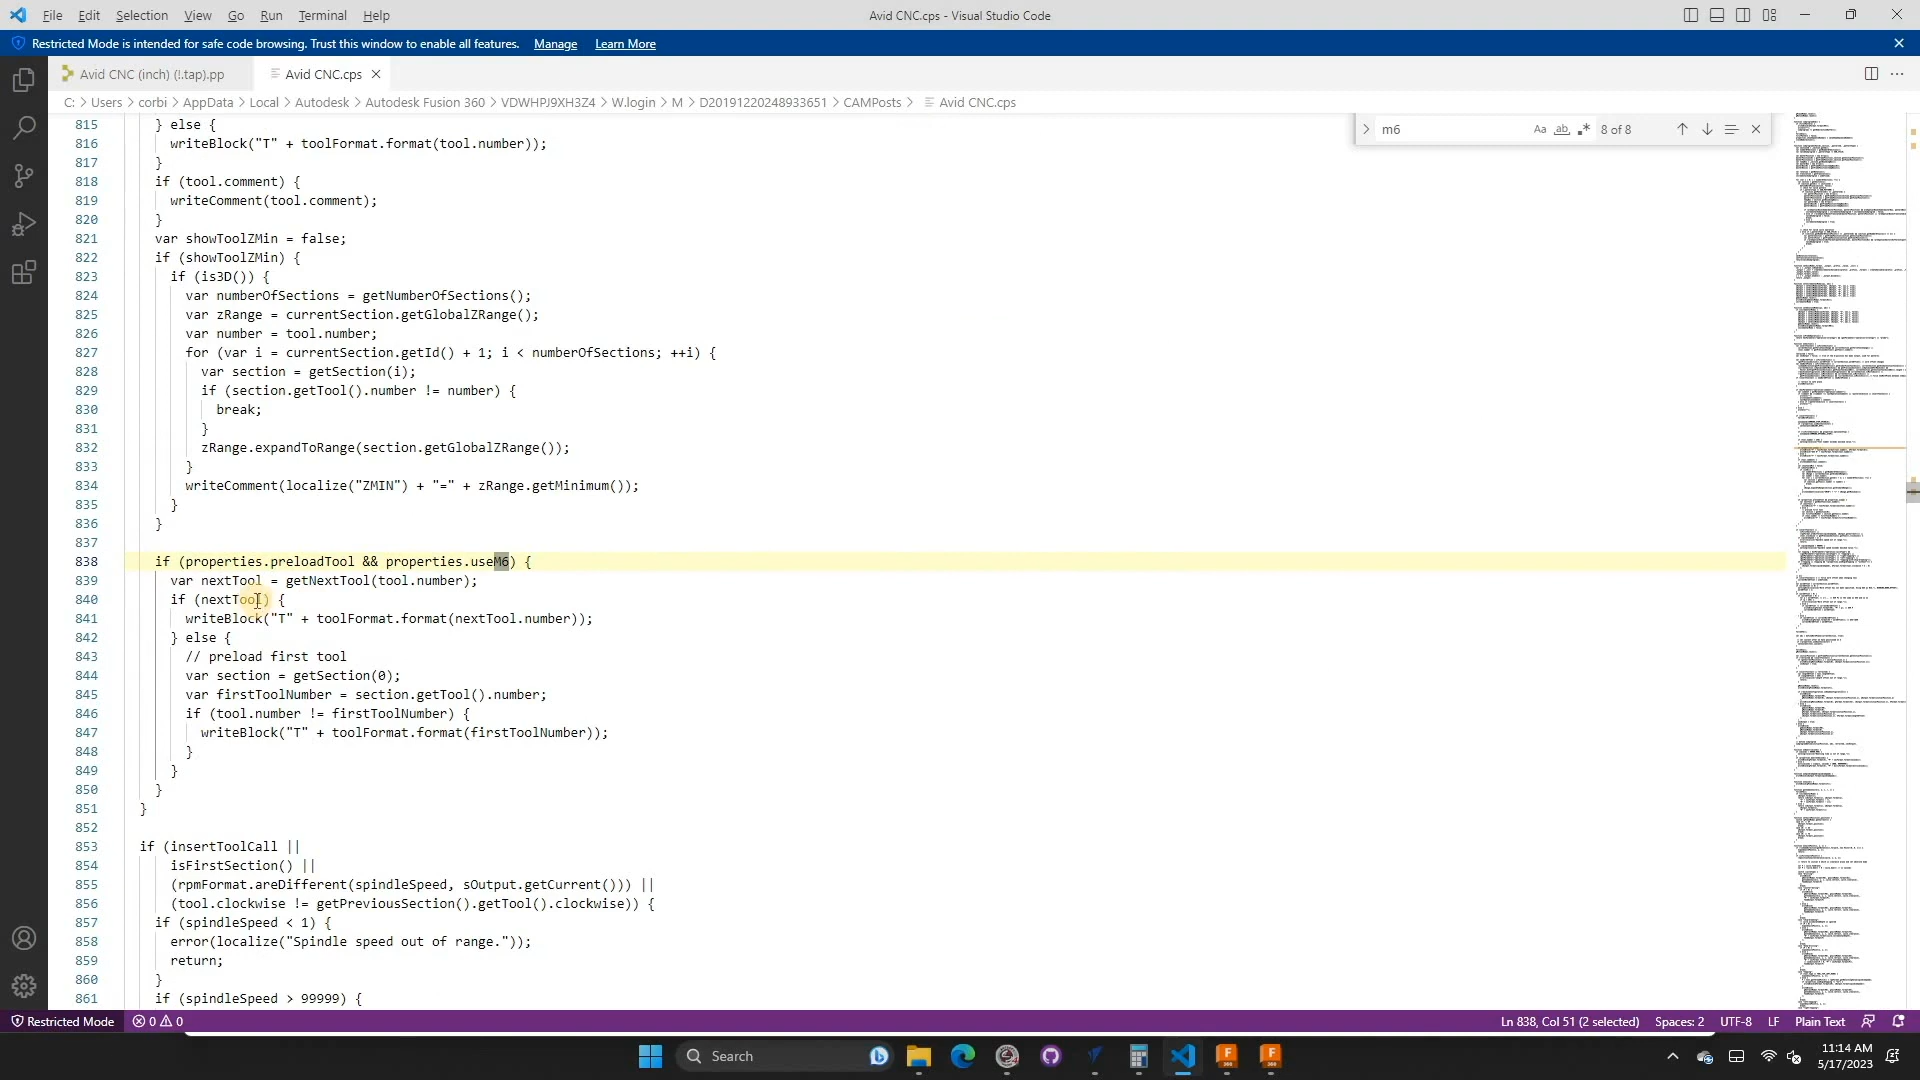 File Edit Selection View Go Run Terminal Help
Avid CNC.cps - Visual Studio Code
Restricted Mode is intended for safe code browsing. Trust this window to enable all features. Manage Learn More
Avid CNC (inch) (!.tap).pp
Avid CNC.cps
C: > Users > corbi > AppData > Local > Autodesk > Autodesk Fusion 360 > VDWHPJ9XH3Z4 > W.login > M > D20191220248933651 > CAMPosts > Avid CNC.cps
m6 Aa ab .* 8 of 8
815 } else {
816 writeBlock("T" + toolFormat.format(tool.number));
817 }
818 if (tool.comment) {
819 writeComment(tool.comment);
820 }
821 var showToolZMin = false;
822 if (showToolZMin) {
823 if (is3D()) {
824 var numberOfSections = getNumberOfSections();
825 var zRange = currentSection.getGlobalZRange();
826 var number = tool.number;
827 for (var i = currentSection.getId() + 1; i < numberOfSections; ++i) {
828 var section = getSection(i);
829 if (section.getTool().number != number) {
830 break;
831 }
832 zRange.expandToRange(section.getGlobalZRange());
833 }
834 writeComment(localize("ZMIN") + "=" + zRange.getMinimum());
835 }
836 }
837
838 if (properties.preloadTool && properties.useM6) {
839 var nextTool = getNextTool(tool.number);
840 if (nextTool) {
841 writeBlock("T" + toolFormat.format(nextTool.number));
842 } else {
843 // preload first tool
844 var section = getSection(0);
845 var firstToolNumber = section.getTool().number;
846 if (tool.number != firstToolNumber) {
847 writeBlock("T" + toolFormat.format(firstToolNumber));
848 }
849 }
850 }
851 }
852
853 if (insertToolCall ||
854 isFirstSection() ||
855 (rpmFormat.areDifferent(spindleSpeed, sOutput.getCurrent())) ||
856 (tool.clockwise != getPreviousSection().getTool().clockwise)) {
857 if (spindleSpeed < 1) {
858 error(localize("Spindle speed out of range."));
859 return;
860 }
861 if (spindleSpeed > 99999) {
Restricted Mode 0 0
Ln 838, Col 51 (2 selected) Spaces: 2 UTF-8 LF Plain Text
Search
11:14 AM
5/17/2023